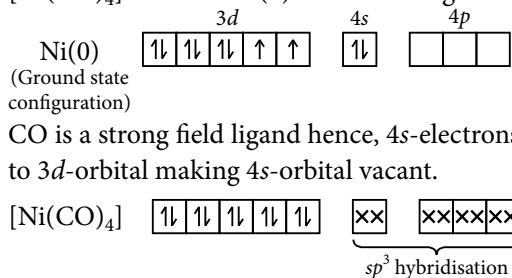 3d 4s 4p
Ni(0) ↿⇂ ↿⇂ ↿⇂ ↑ ↑ ↿⇂
(Ground state
configuration)
CO is a strong field ligand hence, 4s-electrons
to 3d-orbital making 4s-orbital vacant.
[Ni(CO)₄] ↿⇂ ↿⇂ ↿⇂ ↿⇂ ↿⇂ ×× ×× ×× ××
sp³ hybridisation